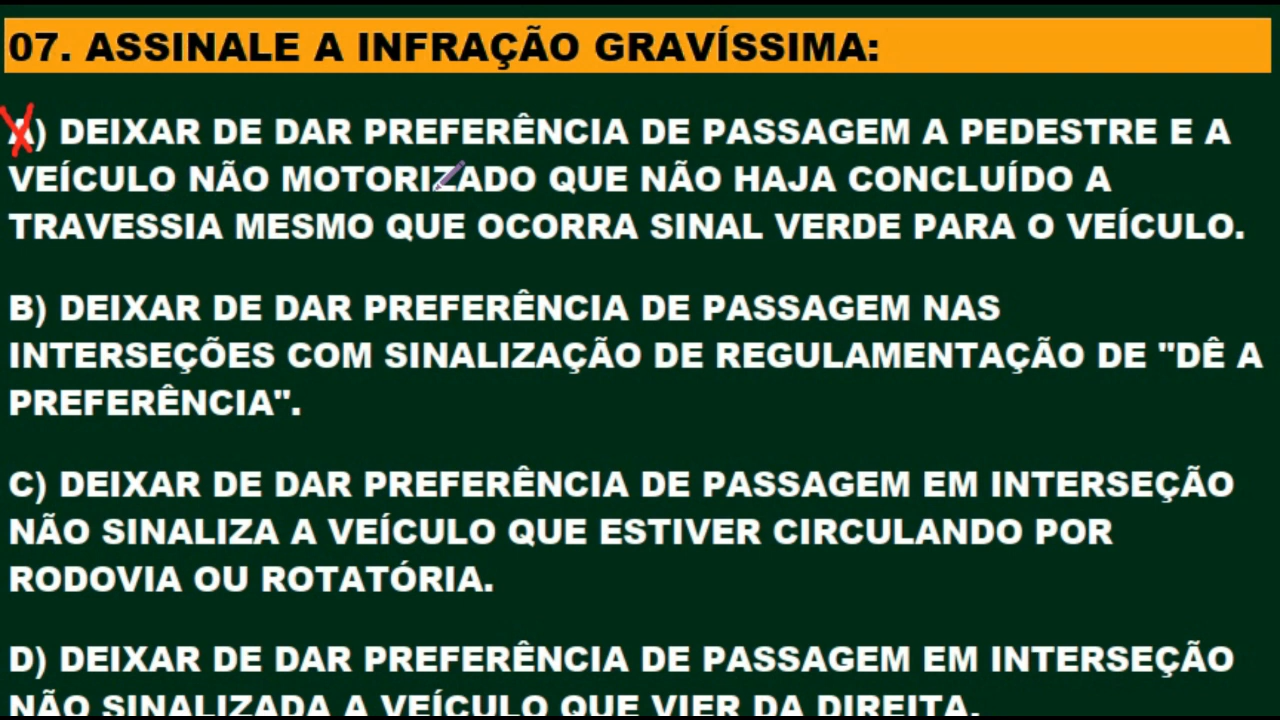 07. ASSINALE A INFRAÇÃO GRAVÍSSIMA:
A) DEIXAR DE DAR PREFERÊNCIA DE PASSAGEM A PEDESTRE E A
VEÍCULO NÃO MOTORIZADO QUE NÃO HAJA CONCLUÍDO A
TRAVESSIA MESMO QUE OCORRA SINAL VERDE PARA O VEÍCULO.
B) DEIXAR DE DAR PREFERÊNCIA DE PASSAGEM NAS
INTERSEÇÕES COM SINALIZAÇÃO DE REGULAMENTAÇÃO DE "DÊ A
PREFERÊNCIA".
C) DEIXAR DE DAR PREFERÊNCIA DE PASSAGEM EM INTERSEÇÃO
NÃO SINALIZA A VEÍCULO QUE ESTIVER CIRCULANDO POR
RODOVIA OU ROTATÓRIA.
D) DEIXAR DE DAR PREFERÊNCIA DE PASSAGEM EM INTERSEÇÃO
NÃO SINALIZADA A VEÍCULO QUE VIER DA DIREITA.